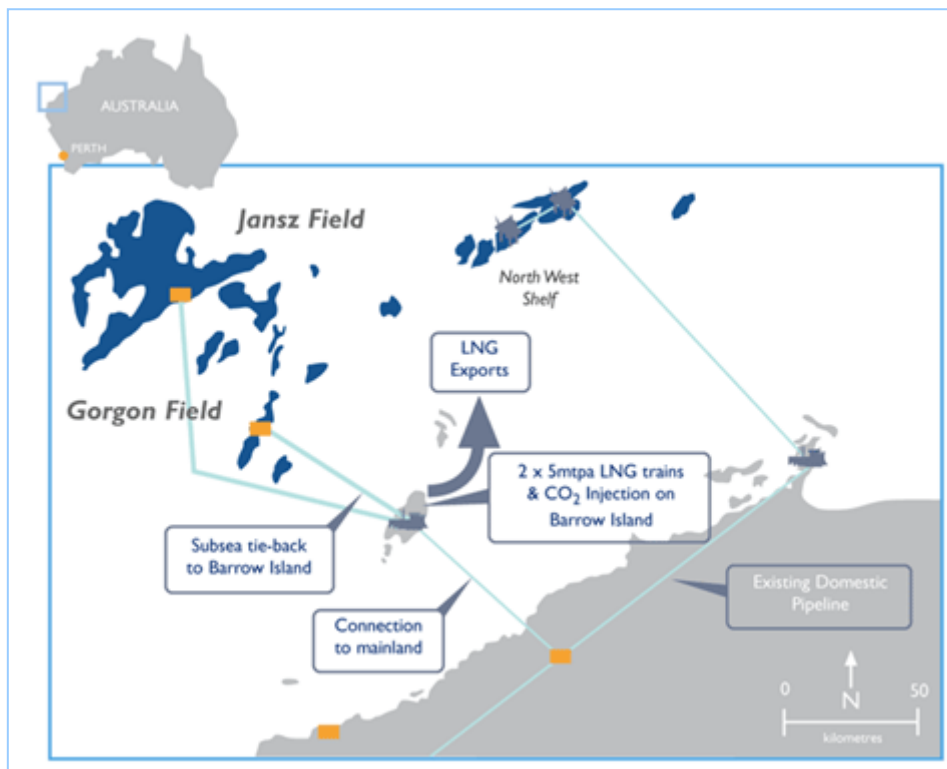 AUSTRALIA
PERTH
Jansz Field
North West
Shelf
LNG
Exports
Gorgon Field
2 x 5mtpa LNG trains
& CO₂ Injection on
Barrow Island
Subsea tie-back
to Barrow Island
Existing Domestic
Pipeline
Connection
to mainland
0
50
N
kilometres